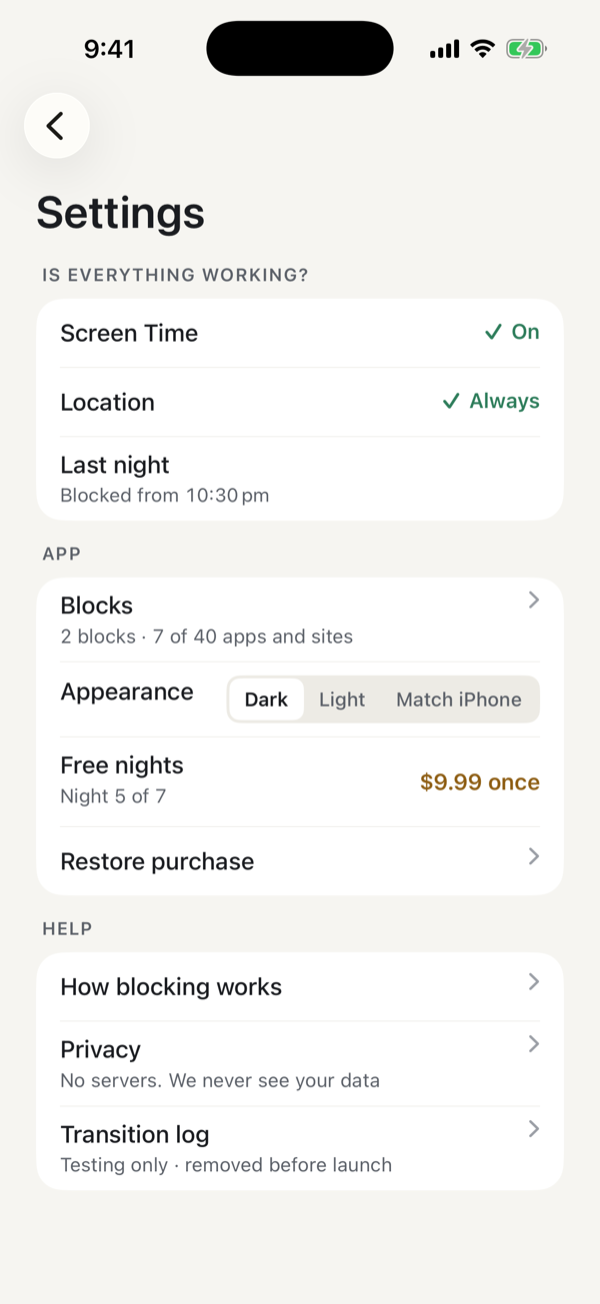 9:41
Settings
IS EVERYTHING WORKING?
Screen Time
✓ On
Location
✓ Always
Last night
Blocked from 10:30 pm
APP
Blocks
2 blocks · 7 of 40 apps and sites
Appearance
Dark Light Match iPhone
Free nights
Night 5 of 7
$9.99 once
Restore purchase
HELP
How blocking works
Privacy
No servers. We never see your data
Transition log
Testing only · removed before launch